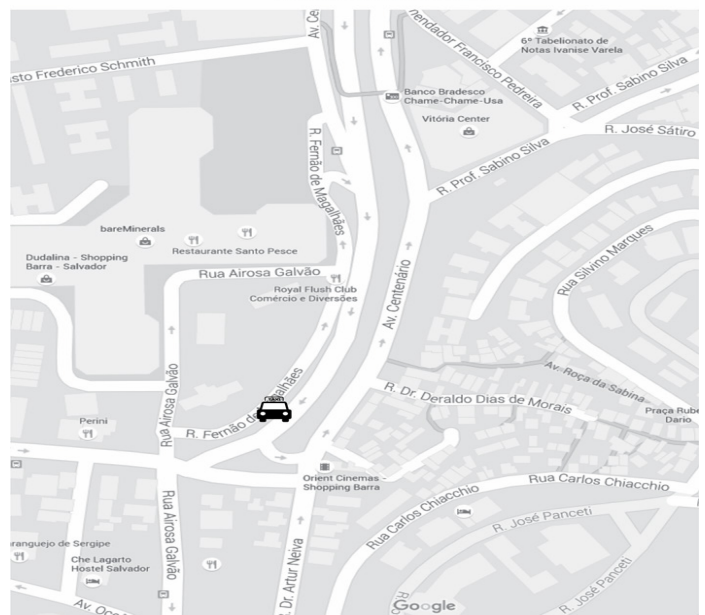 Av. Ce
6º Tabelionato de
Notas Ivanise Varela
endador Francisco Pedreira
sto Frederico Schmith
R. Prof. Sabino Silva
Banco Bradesco
Chame-Chame-Usa
Vitória Center
R. José Sátiro
R. Fernão de Magalhães
R. Prof. Sabino Silva
bareMinerals
Restaurante Santo Pesce
Dudalina - Shopping
Barra - Salvador
Rua Airosa Galvão
Rua Silvino Marques
Royal Flush Club
Comércio e Diversões
Av. Centenário
Av. Roça da Sabina
Rua Airosa Galvão
R. Dr. Deraldo Dias de Morais
Praça Rube
Dario
Perini
R. Fernão de Magalhães
Orient Cinemas -
Shopping Barra
Rua Carlos Chiacchio
Rua Carlos Chiacchio
Rua Airosa Galvão
R. José Panceti
aranguejo de Sergipe
Che Lagarto
Hostel Salvador
Dr. Artur Neiva
R. José Panceti
Av. Oce
Google